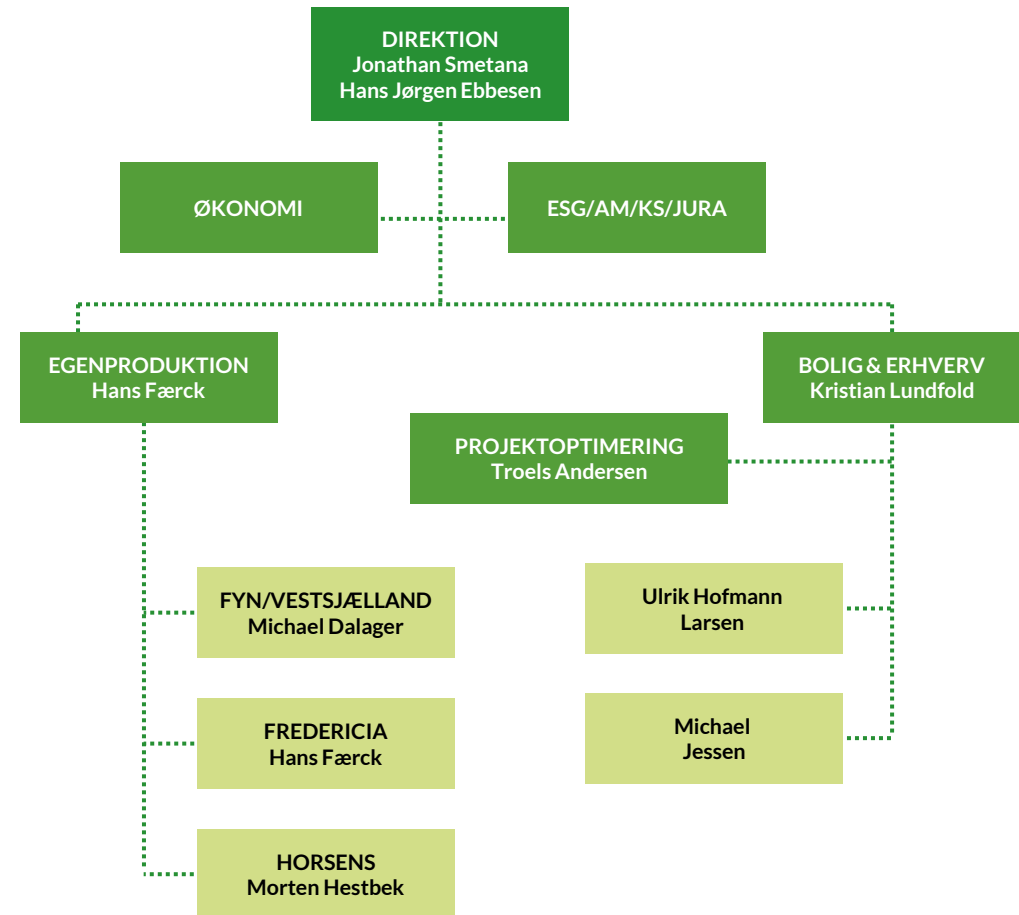 DIREKTION
Jonathan Smetana
Hans Jørgen Ebbesen
ØKONOMI
ESG/AM/KS/JURA
EGENPRODUKTION
Hans Færck
BOLIG & ERHVERV
Kristian Lundfold
PROJEKTOPTIMERING
Troels Andersen
FYN/VESTSJÆLLAND
Michael Dalager
Ulrik Hofmann
Larsen
FREDERICIA
Hans Færck
Michael
Jessen
HORSENS
Morten Hestbek